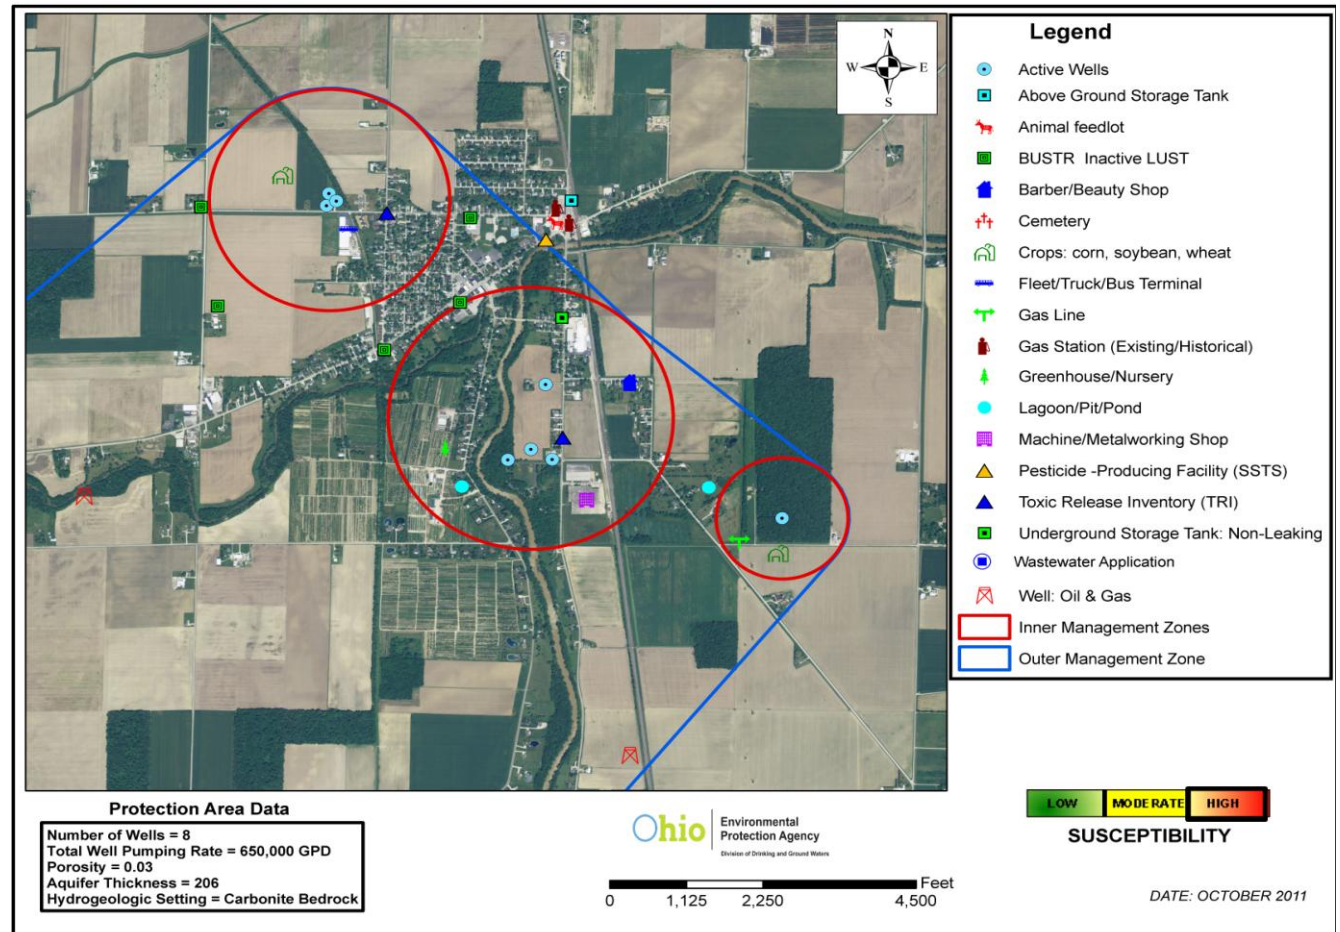 N
W E
S
Legend
Active Wells
Above Ground Storage Tank
Animal feedlot
BUSTR Inactive LUST
Barber/Beauty Shop
Cemetery
Crops: corn, soybean, wheat
Fleet/Truck/Bus Terminal
Gas Line
Gas Station (Existing/Historical)
Greenhouse/Nursery
Lagoon/Pit/Pond
Machine/Metalworking Shop
Pesticide -Producing Facility (SSTS)
Toxic Release Inventory (TRI)
Underground Storage Tank: Non-Leaking
Wastewater Application
Well: Oil & Gas
Inner Management Zones
Outer Management Zone
Protection Area Data
Number of Wells = 8
Total Well Pumping Rate = 650,000 GPD
Porosity = 0.03
Aquifer Thickness = 206
Hydrogeologic Setting = Carbonite Bedrock
Ohio Environmental
Protection Agency
Division of Drinking and Ground Waters
Feet
0 1,125 2,250 4,500
LOW MODERATE HIGH
SUSCEPTIBILITY
DATE: OCTOBER 2011